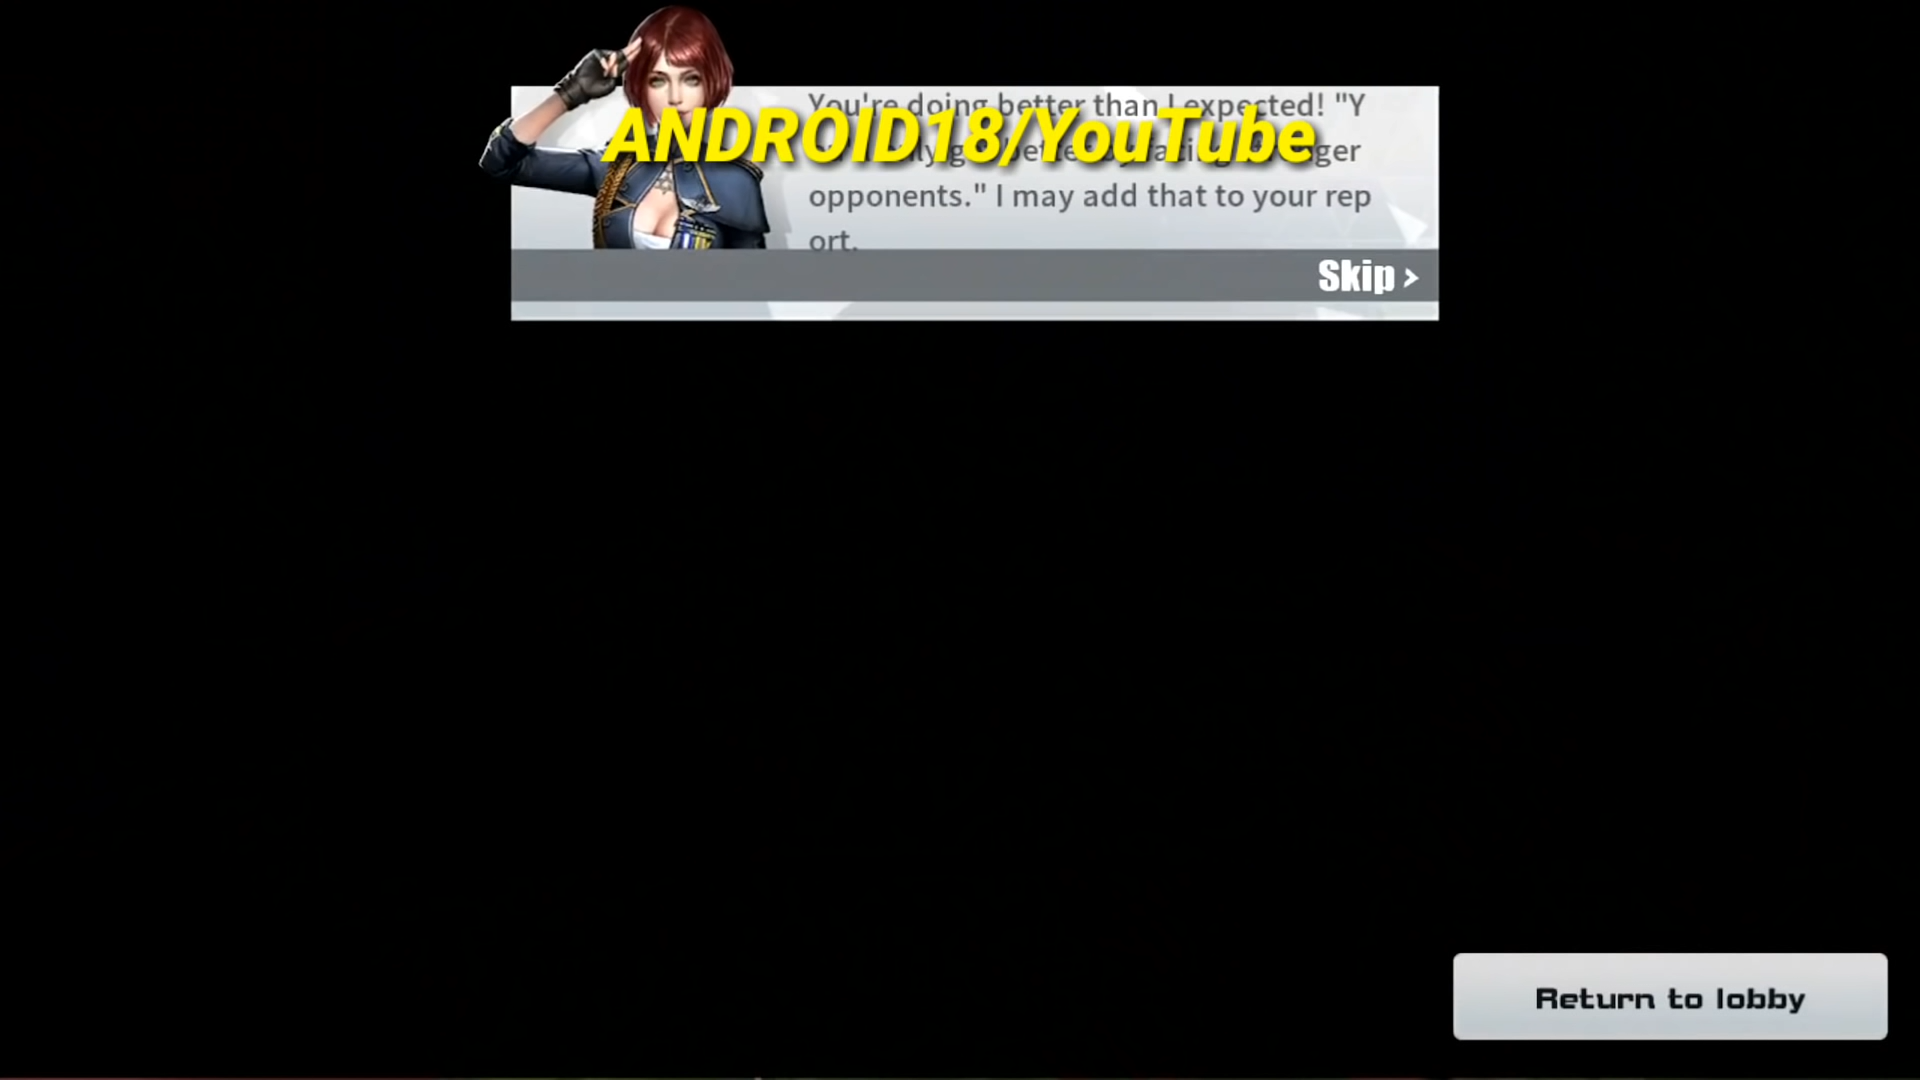 You're doing better than I expected! "Y
ANDROID18/YouTube
opponents." I may add that to your rep
ort.
Skip >
Return to lobby